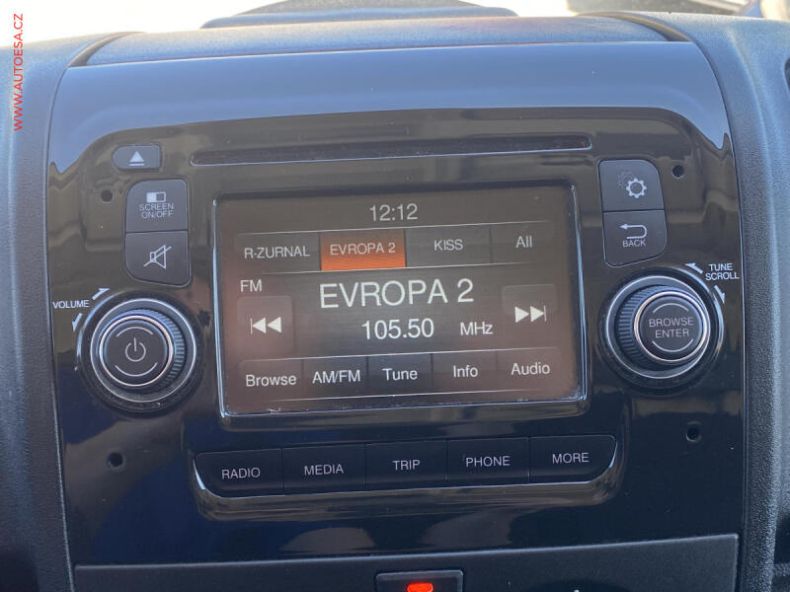 WWW.AUTOESA.CZ
SCREEN
ON/OFF
12:12
R-ZURNAL EVROPA 2 KISS All
FM
EVROPA 2
105.50 MHz
Browse AM/FM Tune Info Audio
BACK
VOLUME
TUNE
SCROLL
BROWSE
ENTER
RADIO MEDIA TRIP PHONE MORE